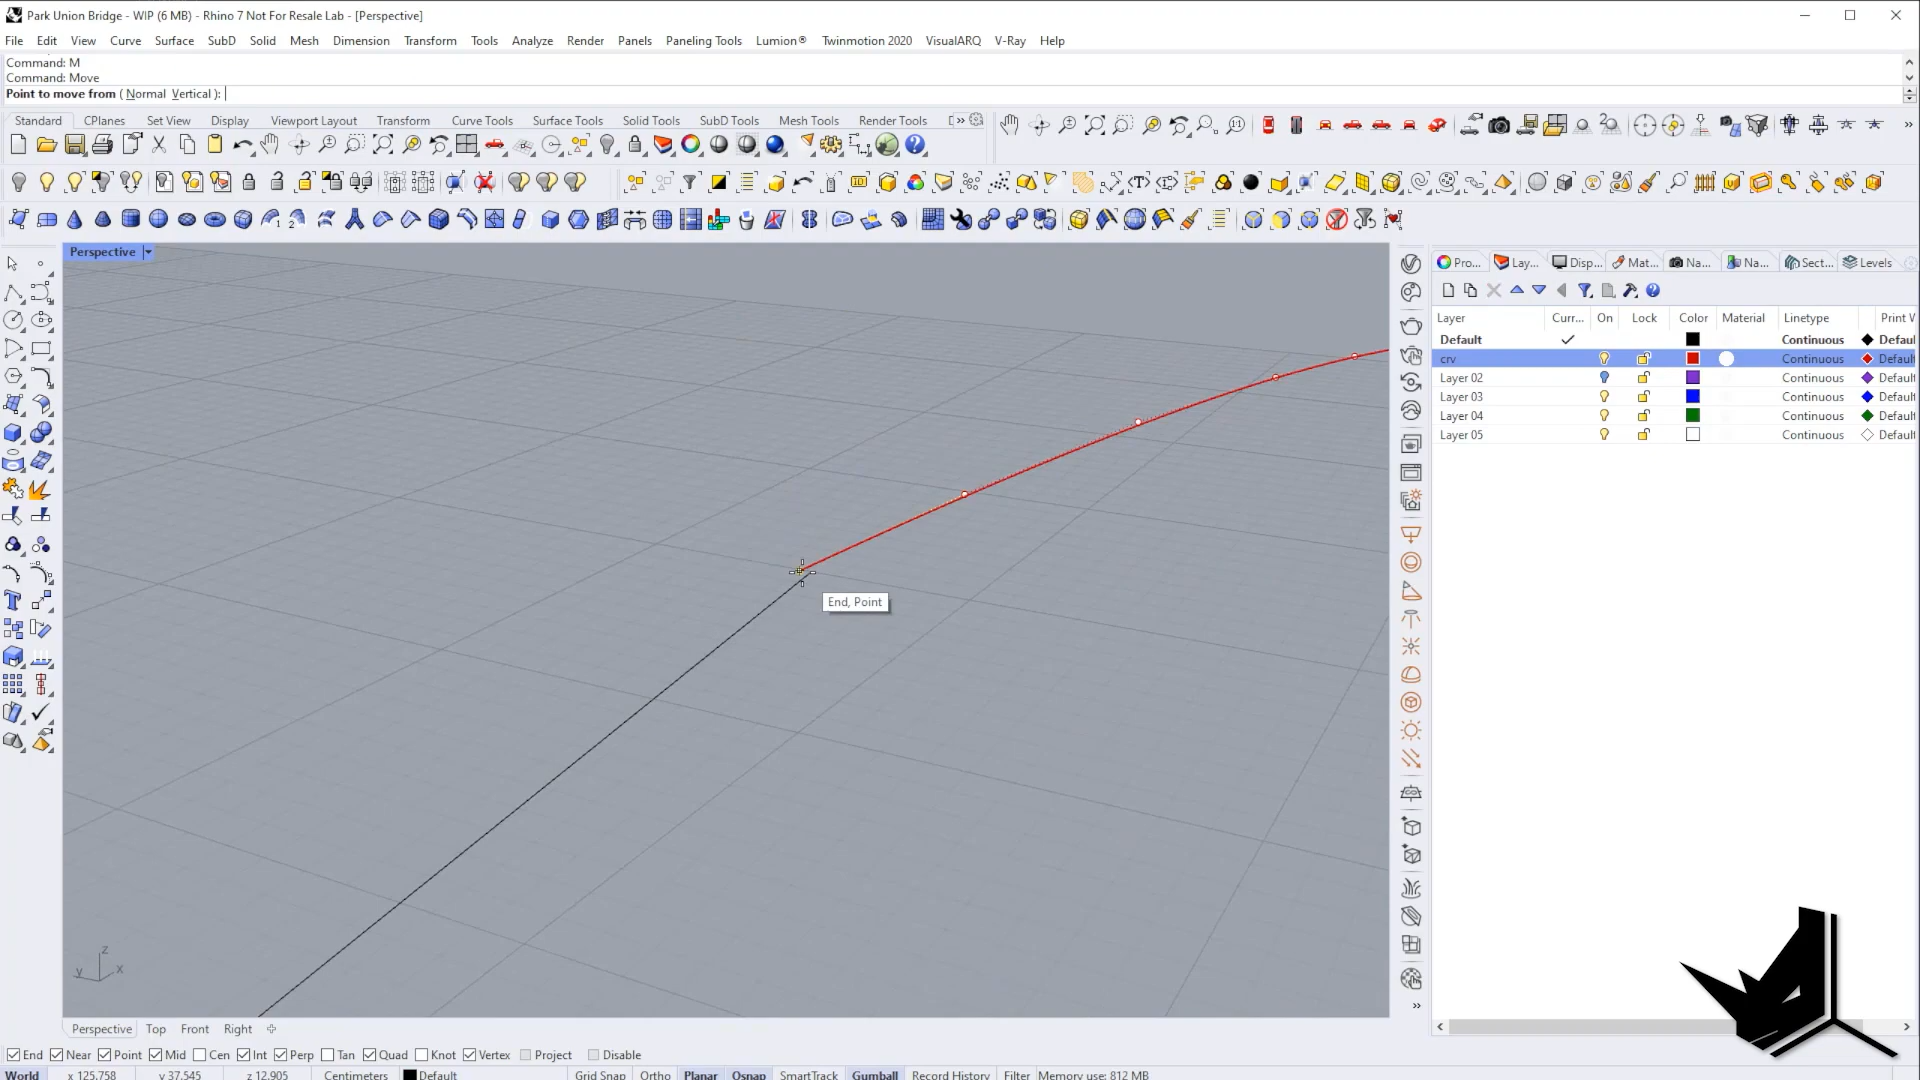 Park Union Bridge - WIP (6 MB) - Rhino 7 Not For Resale Lab - [Perspective]
File Edit View Curve Surface SubD Solid Mesh Dimension Transform Tools Analyze Render Panels Paneling Tools Lumion® Twinmotion 2020 VisualARQ V-Ray Help
Command: M
Command: Move
Point to move from ( Normal Vertical ):
Standard CPlanes Set View Display Viewport Layout Transform Curve Tools Surface Tools Solid Tools SubD Tools Mesh Tools Render Tools
Perspective
Pro... Lay... Disp... Mat... Na... Na... Sect... Levels
Layer Curr... On Lock Color Material Linetype Print W
Default Continuous Defaul
crv Continuous Default
Layer 02 Continuous Default
Layer 03 Continuous Default
Layer 04 Continuous Default
Layer 05 Continuous Default
End, Point
z
y x
Perspective Top Front Right
End Near Point Mid Cen Int Perp Tan Quad Knot Vertex Project Disable
World x 125.758 y 37.545 z 12.905 Centimeters Default Grid Snap Ortho Planar Osnap SmartTrack Gumball Record History Filter Memory use: 812 MB